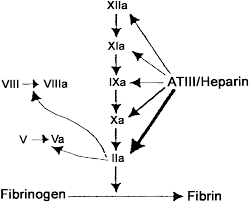 XIIa
XIa
VIII → VIIIa
IXa
ATIII/Heparin
Xa
V → Va
IIa
Fibrinogen → Fibrin